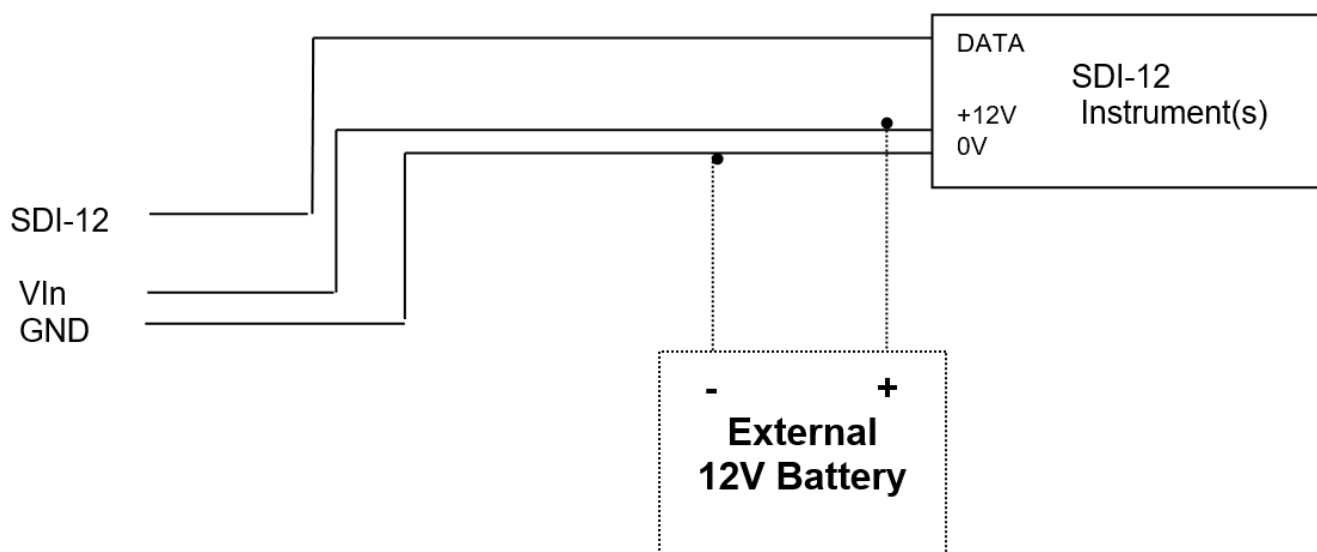 DATA
SDI-12
Instrument(s)
+12V
0V
SDI-12
VIn
GND
- +
External
12V Battery